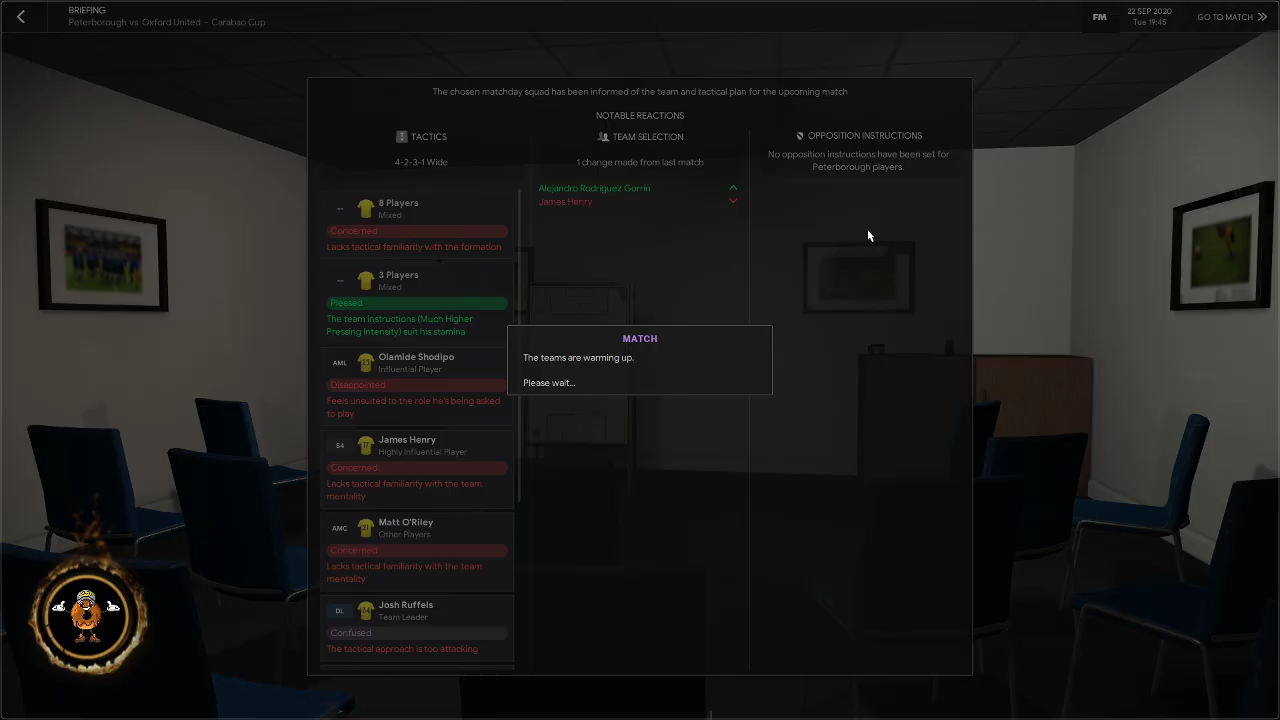 BRIEFING
Peterborough vs Oxford United - Carabao Cup
FM
22 SEP 2020
Tue 19:45
GO TO MATCH
The chosen matchday squad has been informed of the team and tactical plan for the upcoming match
NOTABLE REACTIONS
TACTICS
4-2-3-1 Wide
-- 8 Players
Mixed
Concerned
Lacks tactical familiarity with the formation
-- 3 Players
Mixed
Pleased
The team instructions (Much Higher
Pressing Intensity) suit his stamina
AML Olamide Shodipo
Influential Player
Disappointed
Feels unsuited to the role he's being asked
to play
S4 17 James Henry
Highly Influential Player
Concerned
Lacks tactical familiarity with the team
mentality
AMC 21 Matt O'Riley
Other Players
Concerned
Lacks tactical familiarity with the team
mentality
DL 14 Josh Ruffels
Team Leader
Confused
The tactical approach is too attacking
TEAM SELECTION
1 change made from last match
Alejandro Rodríguez Gorrín
James Henry
OPPOSITION INSTRUCTIONS
No opposition instructions have been set for
Peterborough players.
MATCH
The teams are warming up.
Please wait...